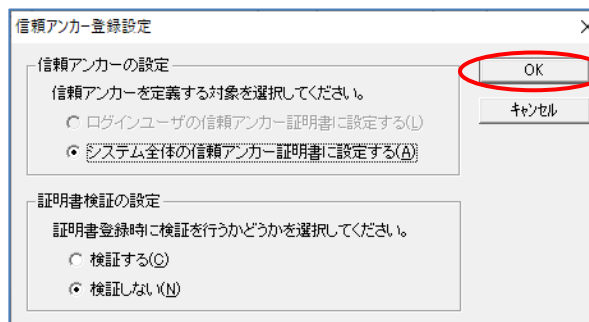 信頼アンカー登録設定
信頼アンカーの設定
信頼アンカーを定義する対象を選択してください。
ログインユーザの信頼アンカー証明書に設定する(L)
システム全体の信頼アンカー証明書に設定する(A)
証明書検証の設定
証明書登録時に検証を行うかどうかを選択してください。
検証する(C)
検証しない(N)
OK
キャンセル